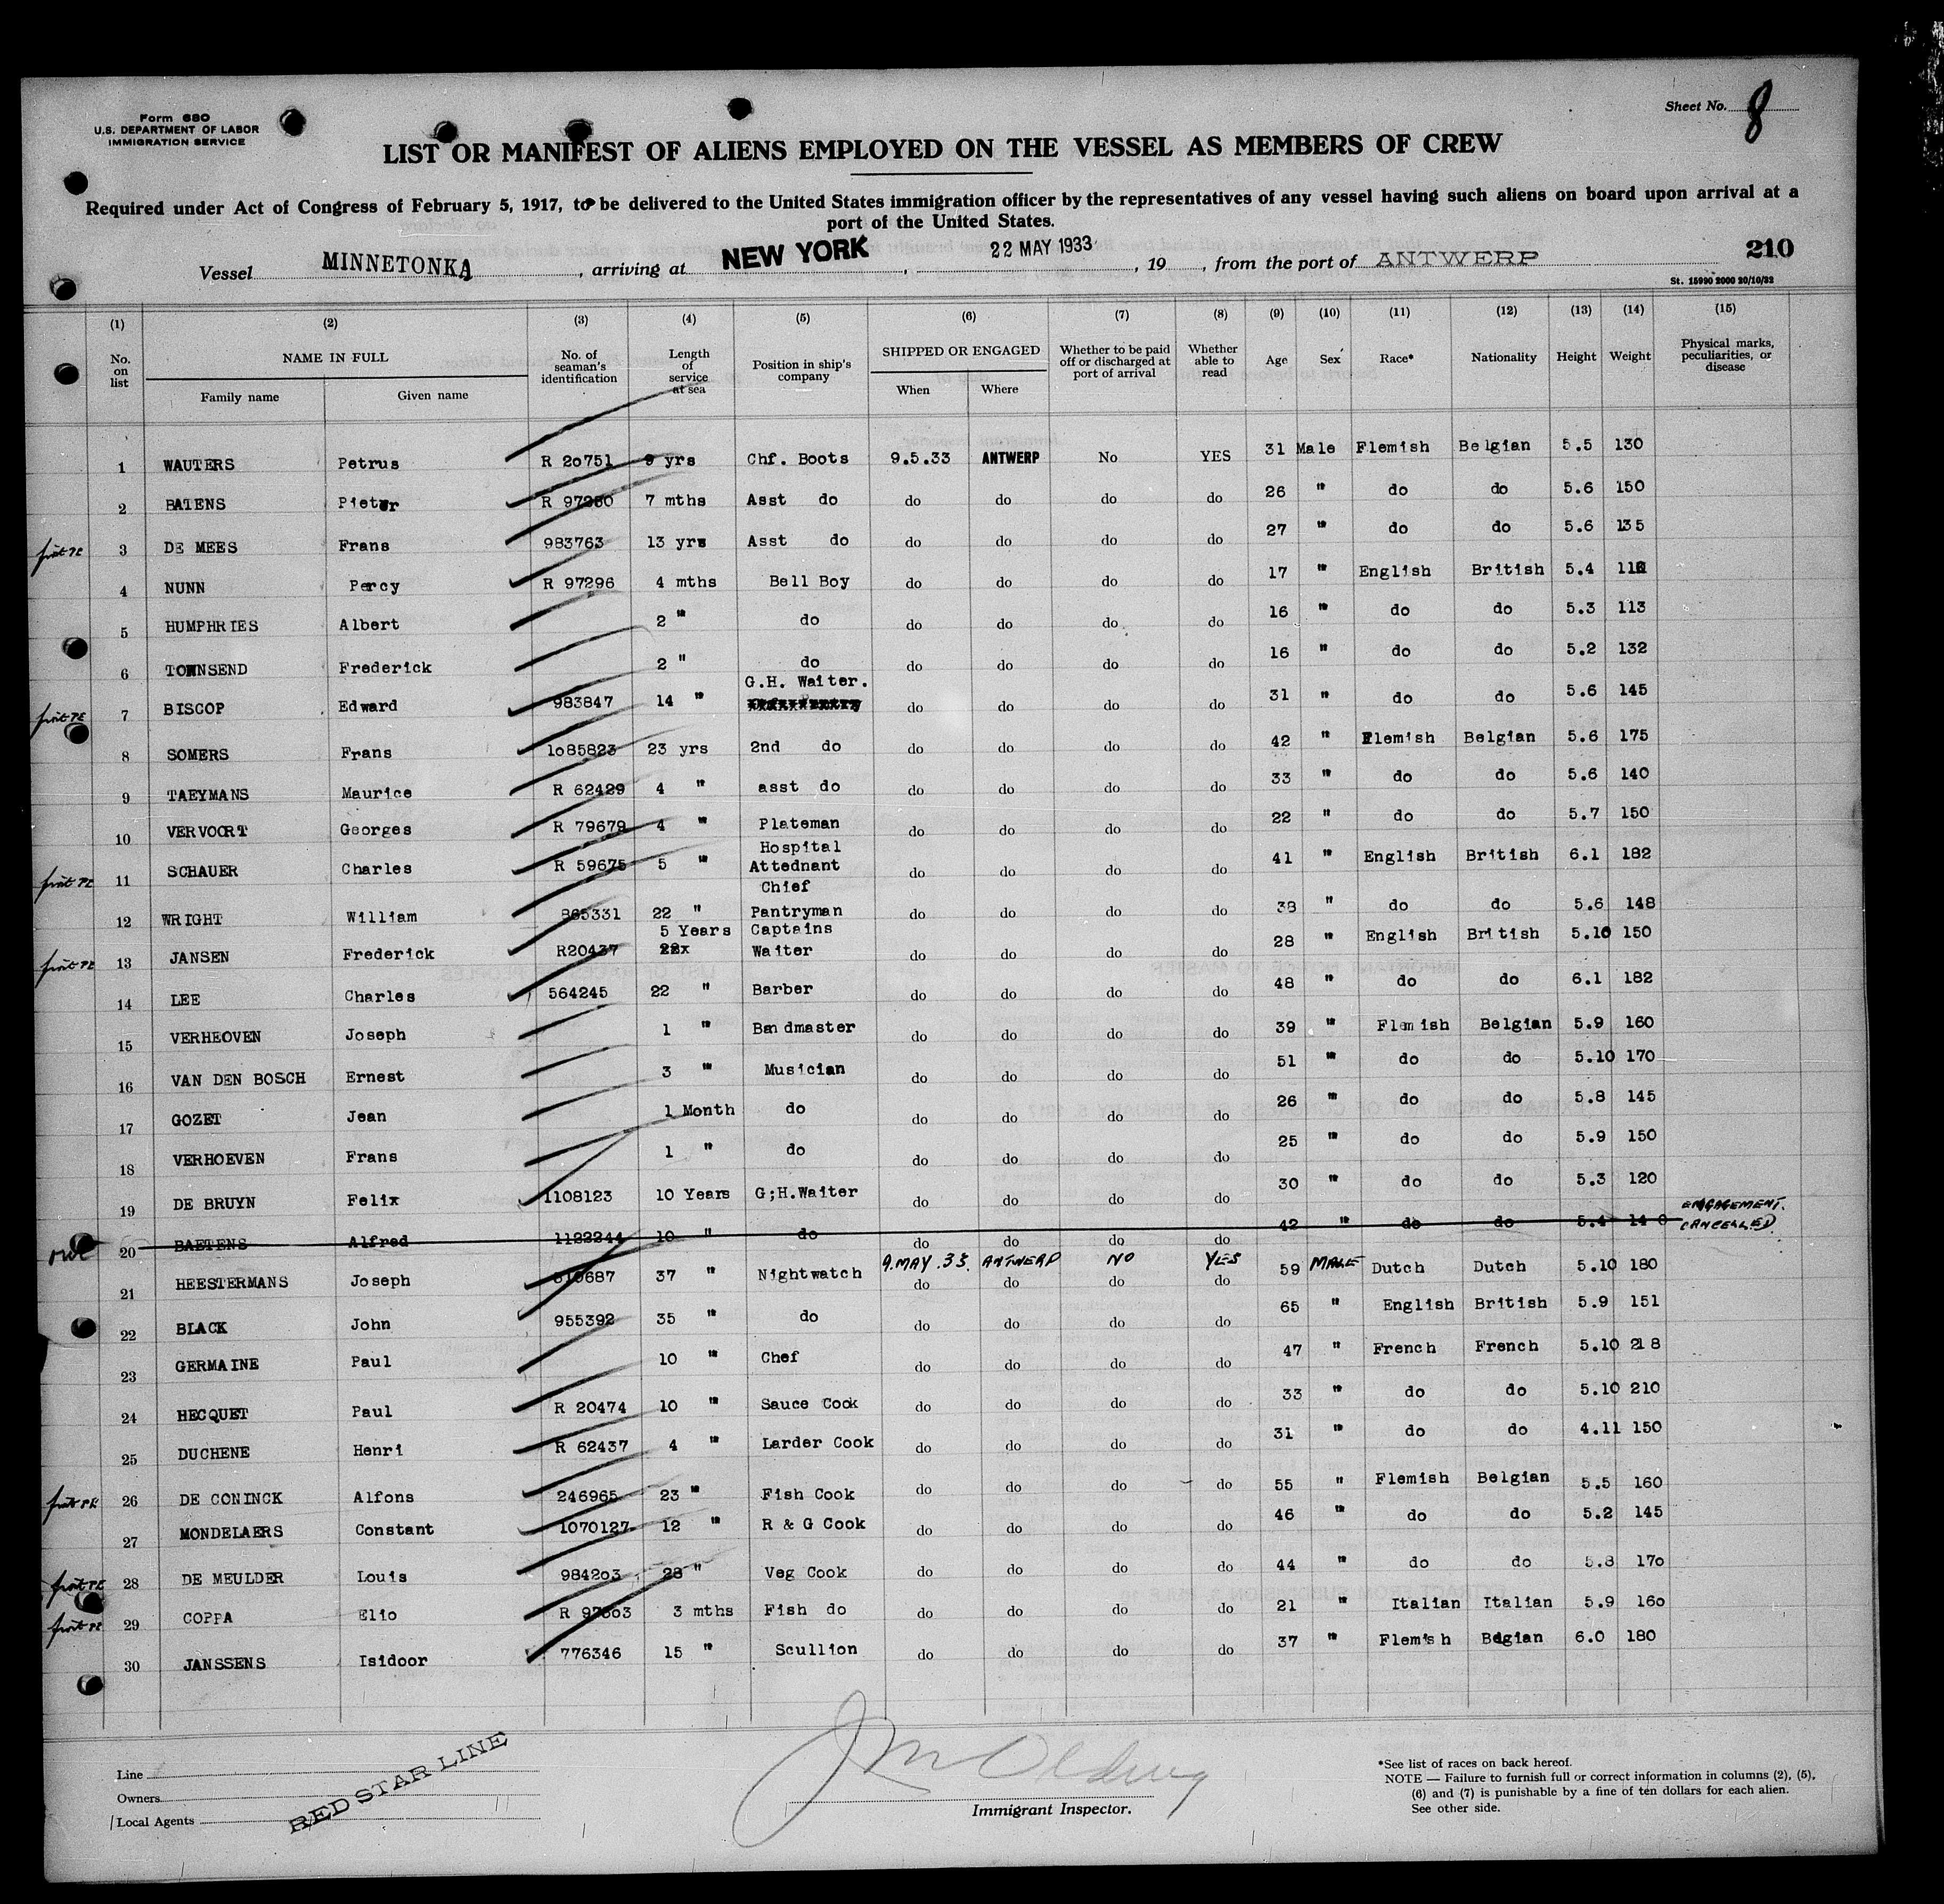 Form 680
U.S. DEPARTMENT OF LABOR
IMMIGRATION SERVICE
Sheet No. 8
LIST OR MANIFEST OF ALIENS EMPLOYED ON THE VESSEL AS MEMBERS OF CREW
Required under Act of Congress of February 5, 1917, to be delivered to the United States immigration officer by the representatives of any vessel having such aliens on board upon arrival at a
port of the United States.
Vessel MINNETONKA, arriving at NEW YORK, 22 MAY 1933, 19 , from the port of ANTWERP 210
St. 15990 2000 20/10/32
(1) (2) (3) (4) (5) (6) (7) (8) (9) (10) (11) (12) (13) (14) (15)
No. on list NAME IN FULL Family name Given name No. of seaman's identification Length of service at sea Position in ship's company SHIPPED OR ENGAGED When Where Whether to be paid off or discharged at port of arrival Whether able to read Age Sex Race* Nationality Height Weight Physical marks, peculiarities, or disease
1 WAUTERS Petrus R 20751 9 yrs Chf. Boots 9.5.33 ANTWERP No YES 31 Male Flemish Belgian 5.5 130
2 BATENS Pieter R 97280 7 mths Asst do do do do do 26 " do do 5.6 150
3 DE MEES Frans 983763 13 yrs Asst do do do do do 27 " do do 5.6 135
4 NUNN Percy R 97296 4 mths Bell Boy do do do do 17 " English British 5.4
5 HUMPHRIES Albert 2 " do do do do do 16 " do do 5.3 113
6 TOWNSEND Frederick 2 " do do do do do 16 " do do 5.2 132
7 BISCOP Edward 983847 14 " G.H. Waiter. do do do do 31 " do do 5.6 145
8 SOMERS Frans 1085823 23 yrs 2nd do do do do do 42 " Flemish Belgian 5.6 175
9 TAEYMANS Maurice R 62429 4 " asst do do do do do 33 " do do 5.6 140
10 VERVOORT Georges R 79679 4 " Plateman do do do do 22 " do do 5.7 150
11 SCHAUER Charles R 59675 5 " Hospital Attednant do do do do 41 " English British 6.1 182
12 WRIGHT William 865331 22 " Chief Pantryman do do do do 38 " do do 5.6 148
13 JANSEN Frederick R20437 5 Years 22x Captains Waiter do do do do 28 " English British 5.10 150
14 LEE Charles 564245 22 " Barber do do do do 48 " do do 6.1 182
15 VERHEOVEN Joseph 1 " Bandmaster do do do do 39 " Flemish Belgian 5.9 160
16 VAN DEN BOSCH Ernest 3 " Musician do do do do 51 " do do 5.10 170
17 GOZET Jean 1 Month do do do do do 26 " do do 5.8 145
18 VERHOEVEN Frans 1 " do do do do do 25 " do do 5.9 150
19 DE BRUYN Felix 1108123 10 Years G;H.Waiter do do do do 30 " do do 5.3 120
20 BAETENS Alfred 1122244 10 " do do do do do 42 " do do 5.4 140 ENGAGEMENT. CANCELLED.
9.MAY.33. ANTWERP NO YES
21 HEESTERMANS Joseph 37 " Nightwatch do do do do 59 MALE Dutch Dutch 5.10 180
22 BLACK John 955392 35 " do do do do do 65 " English British 5.9 151
23 GERMAINE Paul 10 " Chef do do do do 47 " French French 5.10 218
24 HECQUET Paul R 20474 10 " Sauce Cook do do do do 33 " do do 5.10 210
25 DUCHENE Henri R 62437 4 " Larder Cook do do do do 31 " do do 4.11 150
26 DE CONINCK Alfons 246965 23 " Fish Cook do do do do 55 " Flemish Belgian 5.5 160
27 MONDELAERS Constant 1070127 12 " R & G Cook do do do do 46 " do do 5.2 145
28 DE MEULDER Louis 984203 28 " Veg Cook do do do do 44 " do do 5.8 170
29 COPPA Elio 3 mths Fish do do do do do 21 " Italian Italian 5.9 160
30 JANSSENS Isidoor 776346 15 " Scullion do do do do 37 " Flemish Belgian 6.0 180
Line
Owners
Local Agents
RED STAR LINE
Immigrant Inspector.
*See list of races on back hereof.
NOTE — Failure to furnish full or correct information in columns (2), (5),
(6) and (7) is punishable by a fine of ten dollars for each alien.
See other side.